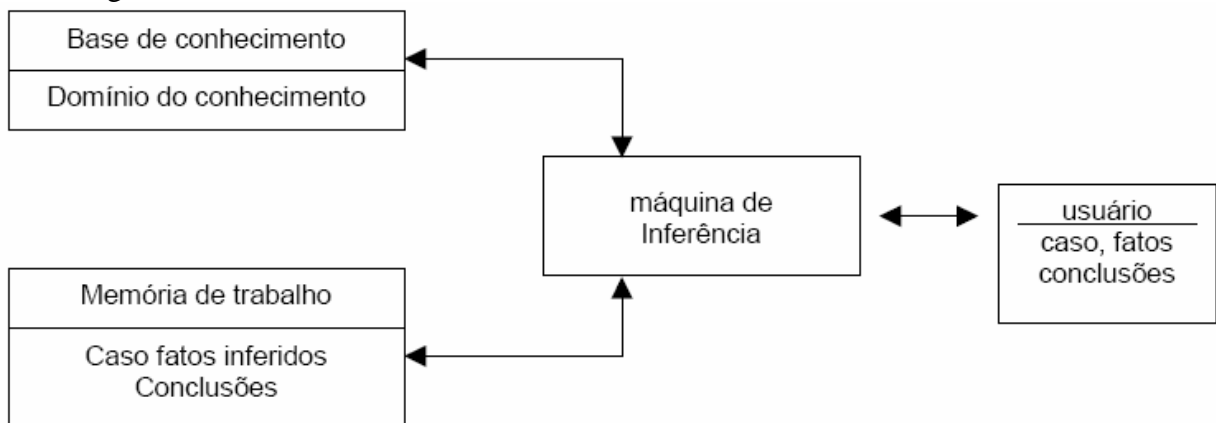 Base de conhecimento
Domínio do conhecimento
máquina de
Inferência
usuário
caso, fatos
conclusões
Memória de trabalho
Caso fatos inferidos
Conclusões